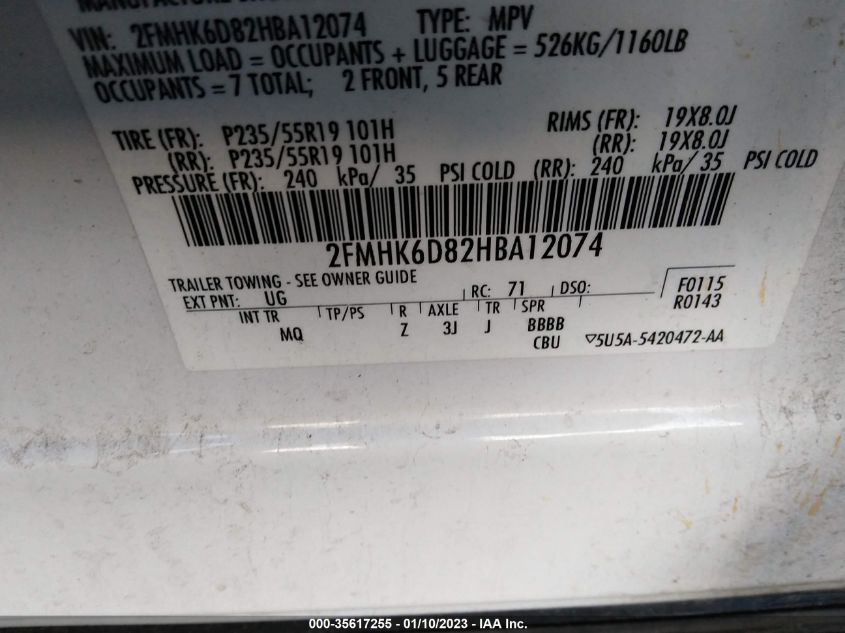 VIN: 2FMHK6D82HBA12074 TYPE: MPV
MAXIMUM LOAD = OCCUPANTS + LUGGAGE = 526KG/1160LB
OCCUPANTS = 7 TOTAL; 2 FRONT, 5 REAR
TIRE (FR): P235/55R19 101H RIMS (FR): 19X8.0J
(RR): P235/55R19 101H (RR): 19X8.0J
PRESSURE (FR): 240 kPa/ 35 PSI COLD (RR): 240 kPa/ 35 PSI COLD
2FMHK6D82HBA12074
TRAILER TOWING - SEE OWNER GUIDE
EXT PNT: UG RC: 71 DSO: F0115
R0143
INT TR TP/PS R AXLE TR SPR
MQ Z 3J J BBBB
CBU ▽5U5A-5420472-AA
000-35617255 - 01/10/2023 - IAA Inc.